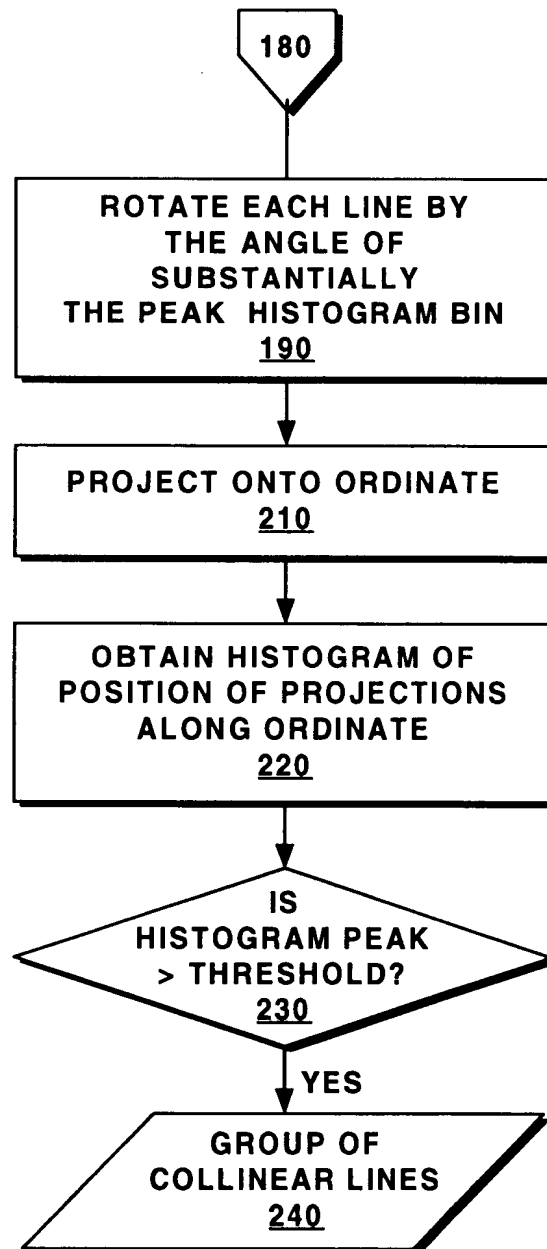 180
ROTATE EACH LINE BY
THE ANGLE OF
SUBSTANTIALLY
THE PEAK HISTOGRAM BIN
190
PROJECT ONTO ORDINATE
210
OBTAIN HISTOGRAM OF
POSITION OF PROJECTIONS
ALONG ORDINATE
220
IS
HISTOGRAM PEAK
> THRESHOLD?
230
YES
GROUP OF
COLLINEAR LINES
240